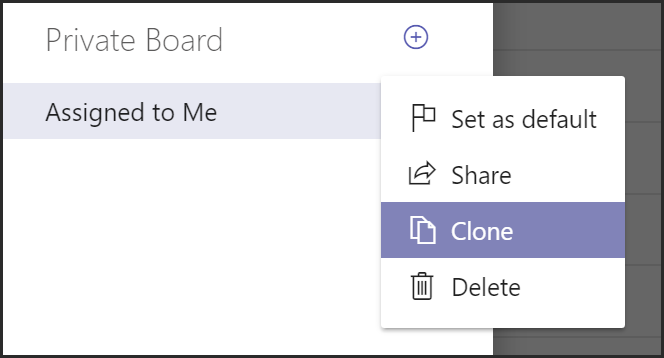 Private Board
Assigned to Me
Set as default
Share
Clone
Delete